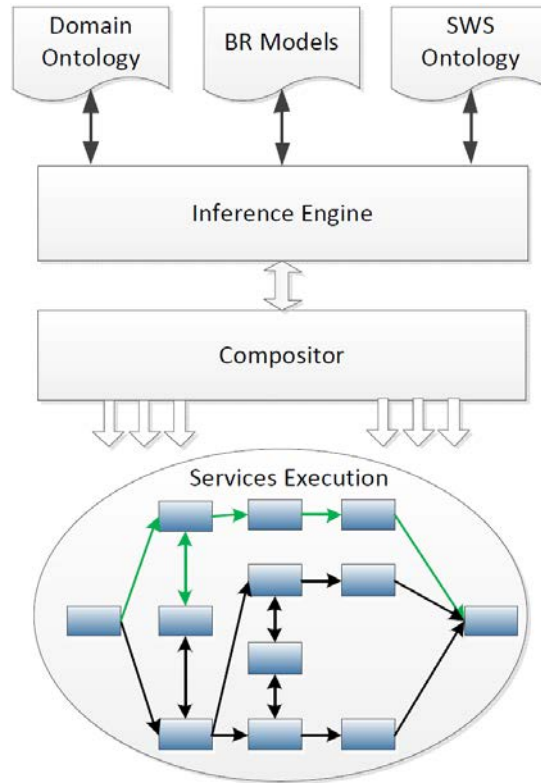 Domain
Ontology
BR Models
SWS
Ontology
Inference Engine
Compositor
Services Execution